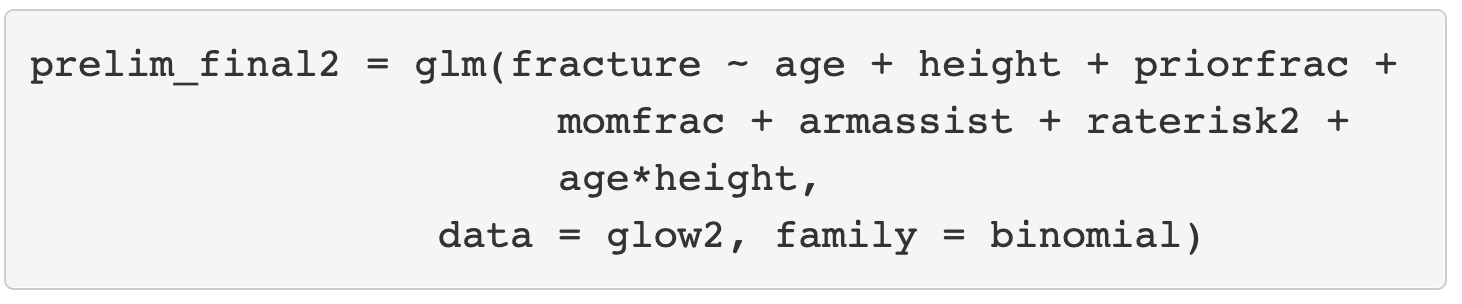 prelim_final2 = glm(fracture ~ age + height + priorfrac +
momfrac + armassist + raterisk2 +
age*height,
data = glow2, family = binomial)